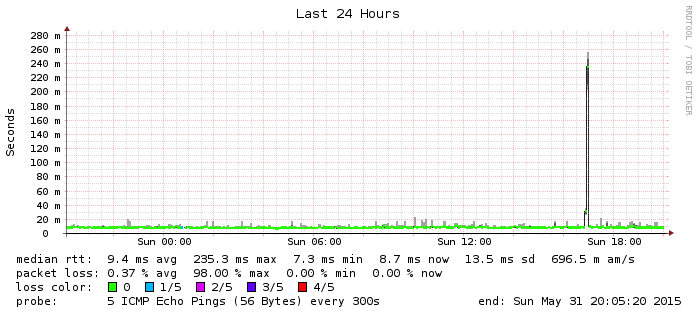 Last 24 Hours
RRDTOOL / TOBI OETIKER
Seconds
280 m
260 m
240 m
220 m
200 m
180 m
160 m
140 m
120 m
100 m
80 m
60 m
40 m
20 m
0
Sun 00:00 Sun 06:00 Sun 12:00 Sun 18:00
median rtt: 9.4 ms avg 235.3 ms max 7.3 ms min 8.7 ms now 13.5 ms sd 696.5 m am/s
packet loss: 0.37 % avg 98.00 % max 0.00 % min 0.00 % now
loss color: 0 1/5 2/5 3/5 4/5
probe: 5 ICMP Echo Pings (56 Bytes) every 300s end: Sun May 31 20:05:20 2015